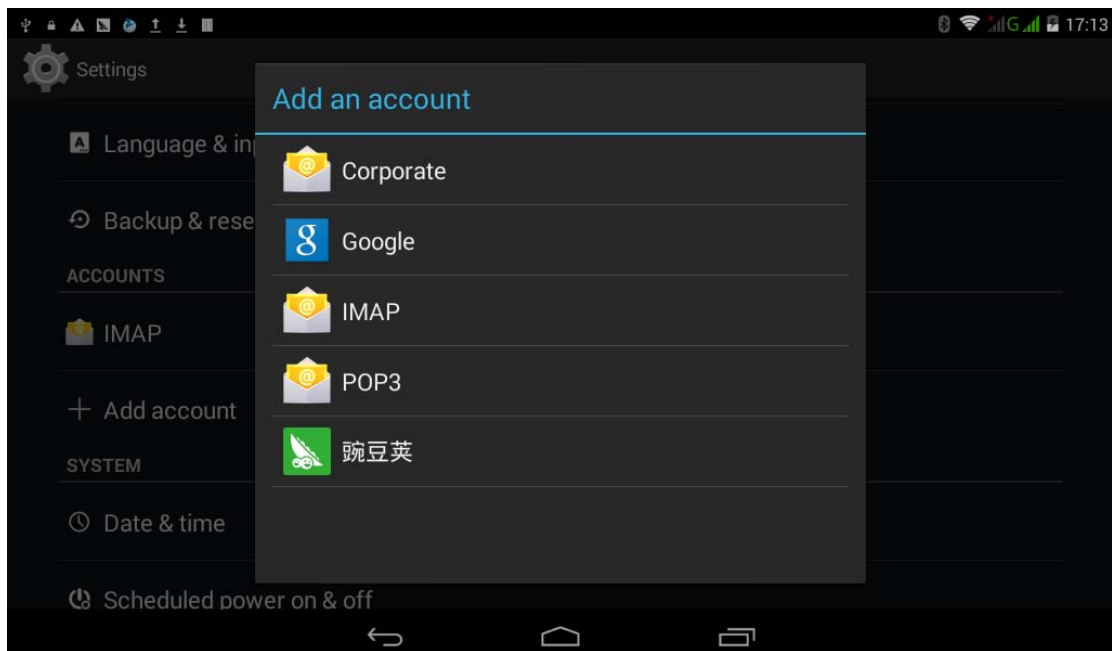 G 17:13
Settings
Add an account
Language & inp
Corporate
Backup & rese
Google
ACCOUNTS
IMAP
IMAP
Add account
POP3
SYSTEM
豌豆荚
Date & time
Scheduled power on & off